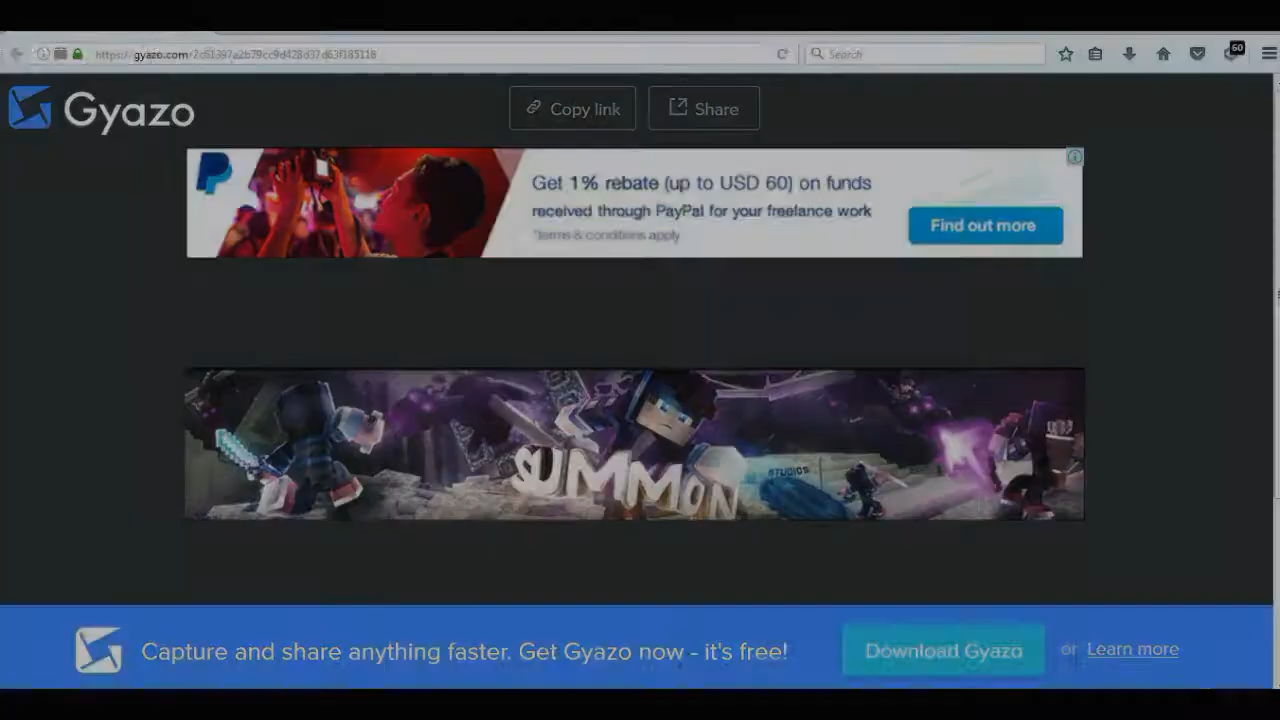 60
Search
Gyazo
Copy link
Share
Get 1% rebate (up to USD 60) on funds
received through PayPal for your freelance work
*terms & conditions apply
Find out more
SUMMON
STUDIOS
Capture and share anything faster. Get Gyazo now - it's free!
Download Gyazo
or Learn more